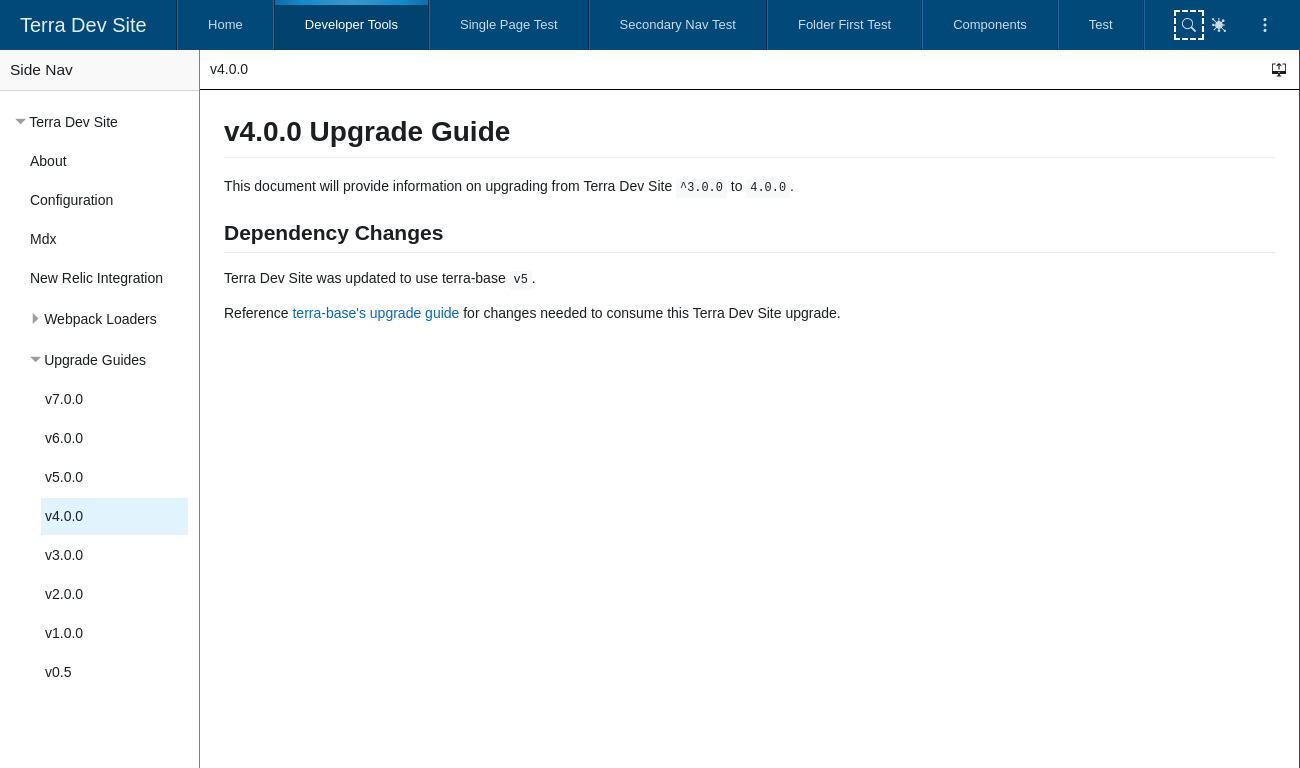 Terra Dev Site
Home
Developer Tools
Single Page Test
Secondary Nav Test
Folder First Test
Components
Test
Side Nav
v4.0.0
Terra Dev Site
About
Configuration
Mdx
New Relic Integration
Webpack Loaders
Upgrade Guides
v7.0.0
v6.0.0
v5.0.0
v4.0.0
v3.0.0
v2.0.0
v1.0.0
v0.5
v4.0.0 Upgrade Guide
This document will provide information on upgrading from Terra Dev Site ^3.0.0 to 4.0.0.
Dependency Changes
Terra Dev Site was updated to use terra-base v5.
Reference terra-base's upgrade guide for changes needed to consume this Terra Dev Site upgrade.